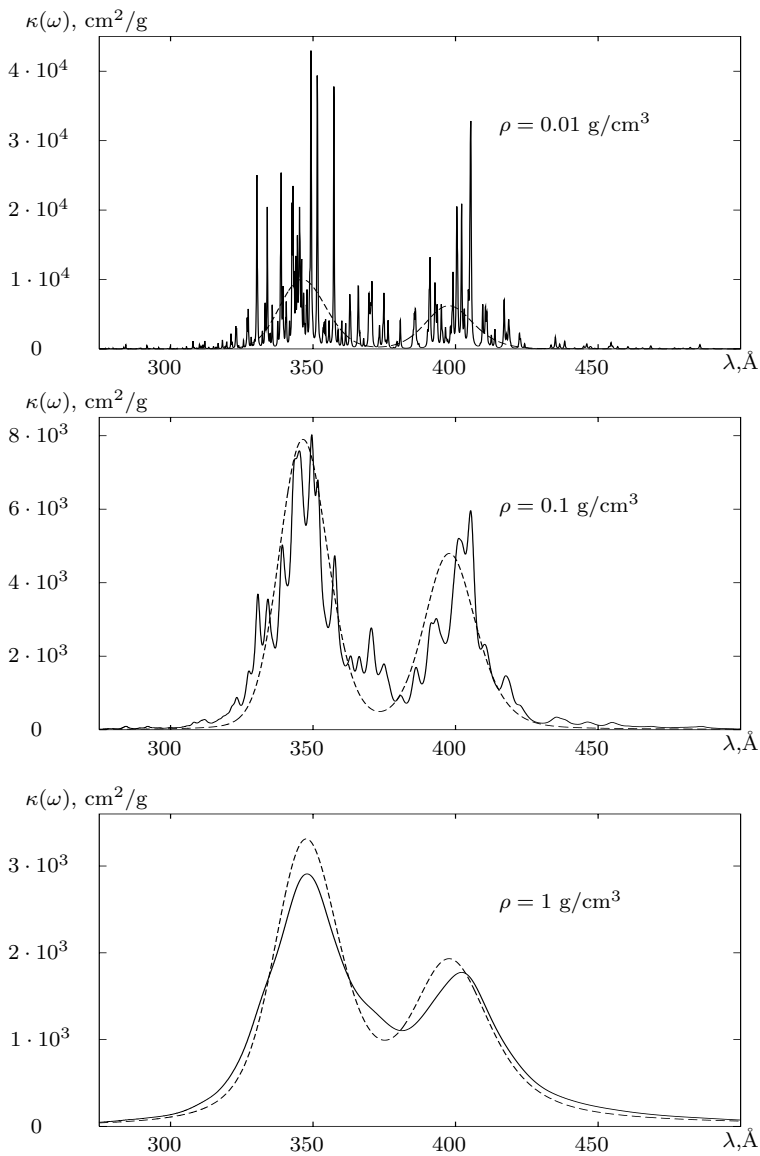 κ(ω), cm²/g
4 · 10⁴
ρ = 0.01 g/cm³
3 · 10⁴
2 · 10⁴
1 · 10⁴
0
300 350 400 450 λ,Å
κ(ω), cm²/g
8 · 10³
6 · 10³
ρ = 0.1 g/cm³
4 · 10³
2 · 10³
0
300 350 400 450 λ,Å
κ(ω), cm²/g
3 · 10³
ρ = 1 g/cm³
2 · 10³
1 · 10³
0
300 350 400 450 λ,Å